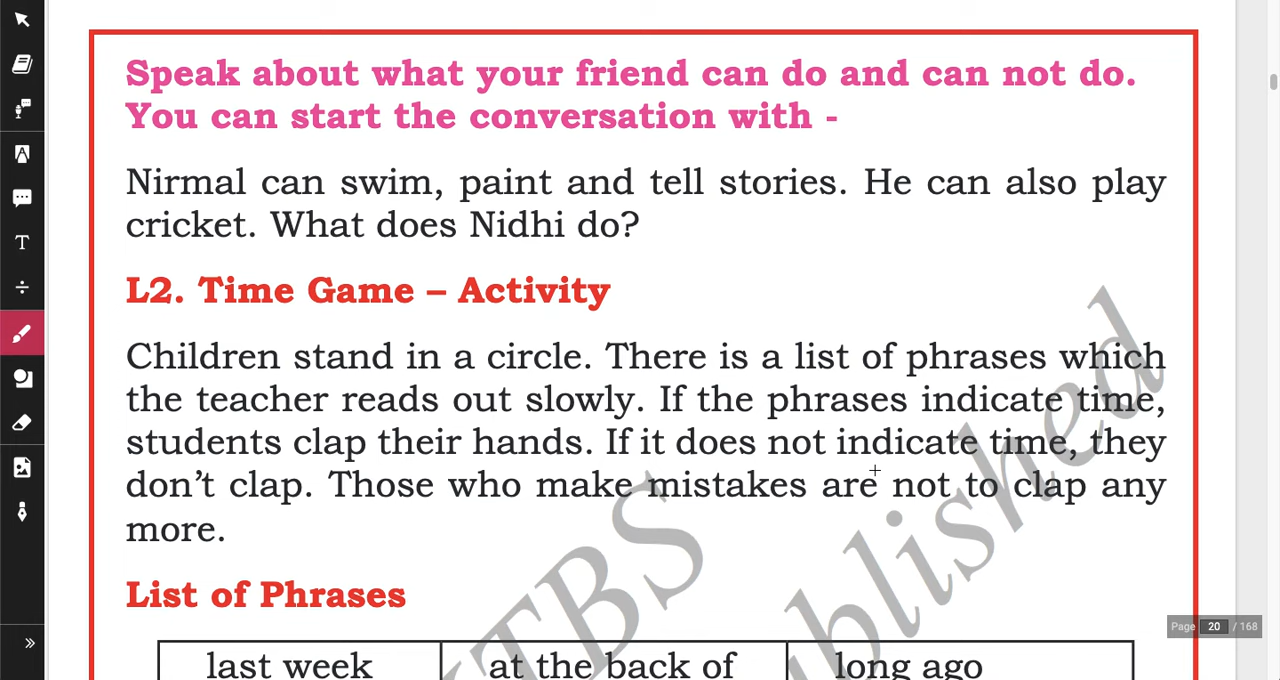 Speak about what your friend can do and can not do.
You can start the conversation with -
Nirmal can swim, paint and tell stories. He can also play
cricket. What does Nidhi do?
L2. Time Game – Activity
Children stand in a circle. There is a list of phrases which
the teacher reads out slowly. If the phrases indicate time,
students clap their hands. If it does not indicate time, they
don't clap. Those who make mistakes are not to clap any
more.
List of Phrases
Page 20 / 168
last week at the back of long ago